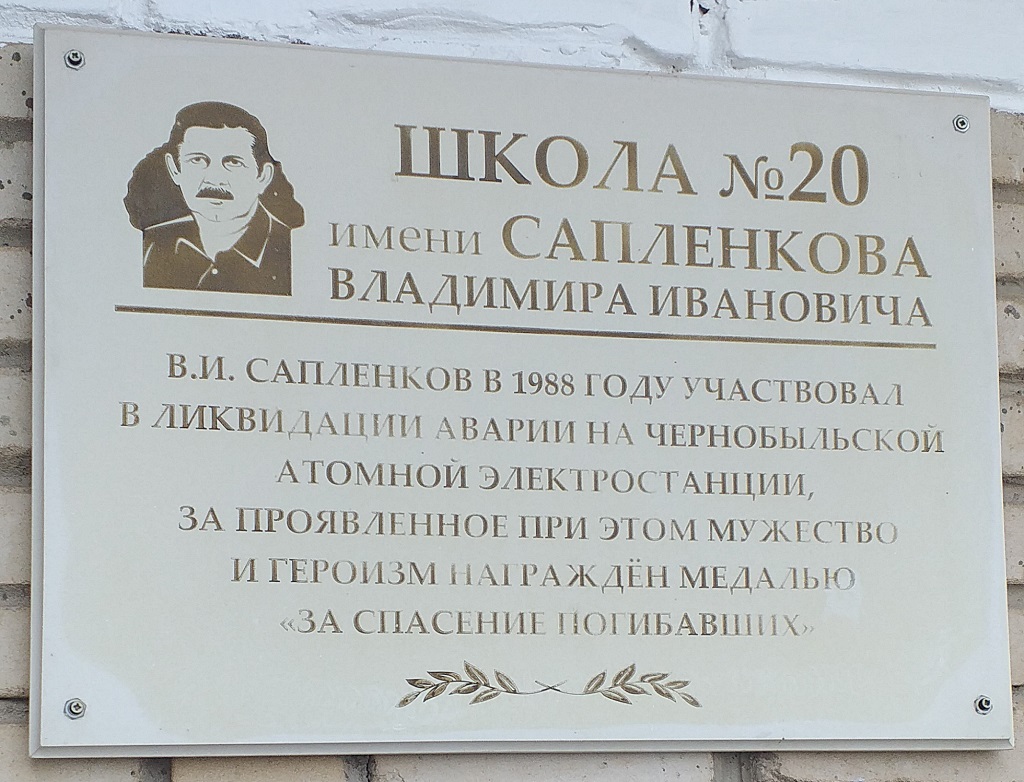 ШКОЛА №20
имени САПЛЕНКОВА
ВЛАДИМИРА ИВАНОВИЧА
В.И. САПЛЕНКОВ В 1988 ГОДУ УЧАСТВОВАЛ
В ЛИКВИДАЦИИ АВАРИИ НА ЧЕРНОБЫЛЬСКОЙ
АТОМНОЙ ЭЛЕКТРОСТАНЦИИ,
ЗА ПРОЯВЛЕННОЕ ПРИ ЭТОМ МУЖЕСТВО
И ГЕРОИЗМ НАГРАЖДЁН МЕДАЛЬЮ
«ЗА СПАСЕНИЕ ПОГИБАВШИХ»